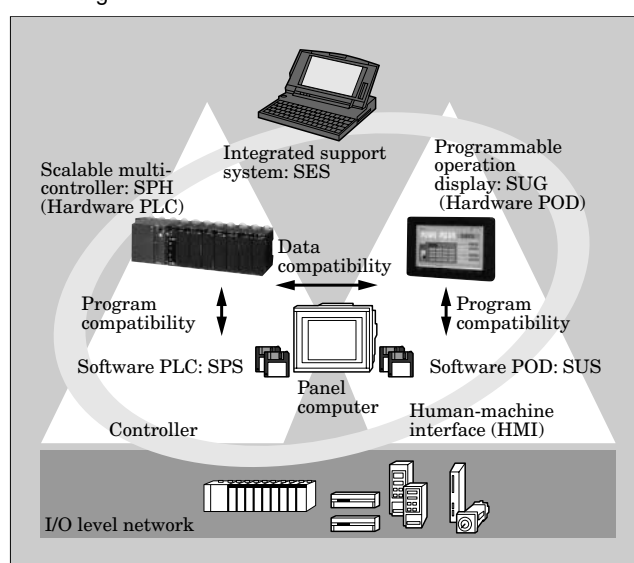 Integrated support
system: SES
Scalable multi-
controller: SPH
(Hardware PLC)
Programmable
operation
display: SUG
(Hardware POD)
Data
compatibility
Program
compatibility
Program
compatibility
Software PLC: SPS
Software POD: SUS
Panel
computer
Controller
Human-machine
interface (HMI)
I/O level network